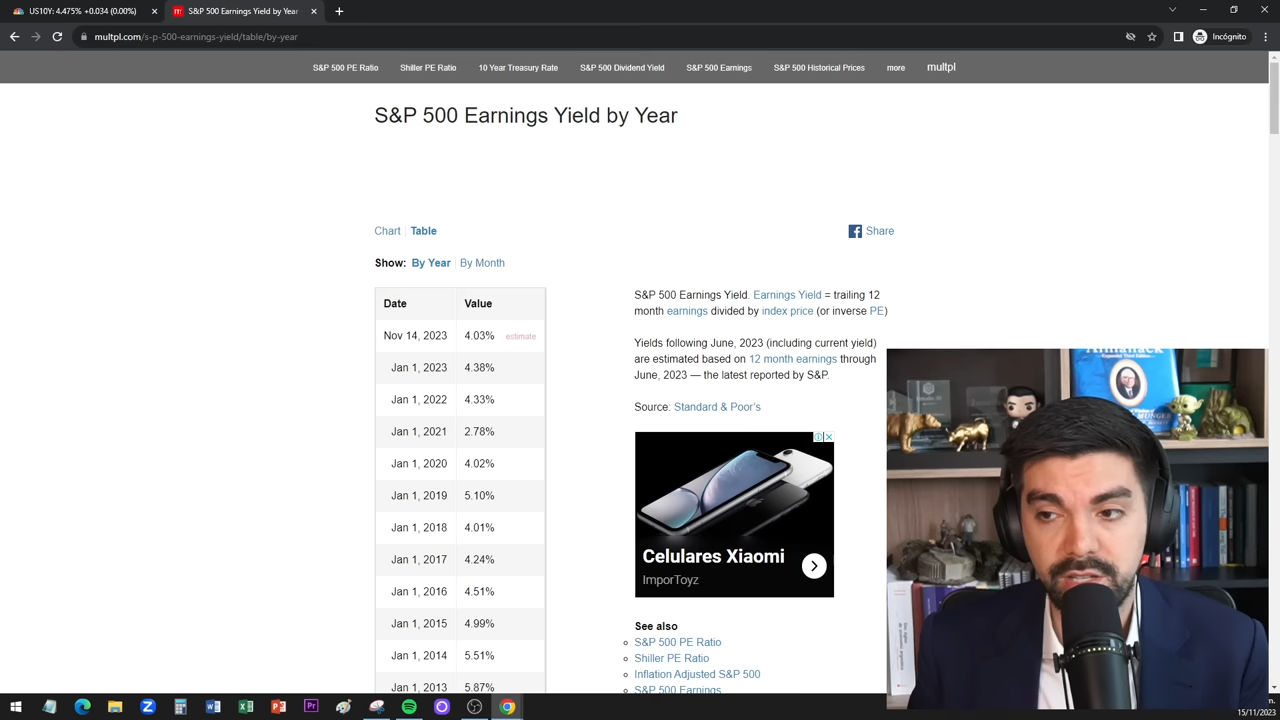 US10Y: 4.475% +0.034 (0.00%)
S&P 500 Earnings Yield by Year
multpl.com/s-p-500-earnings-yield/table/by-year
Incógnito
S&P 500 PE Ratio
Shiller PE Ratio
10 Year Treasury Rate
S&P 500 Dividend Yield
S&P 500 Earnings
S&P 500 Historical Prices
more
multpl
S&P 500 Earnings Yield by Year
Chart Table
Share
Show: By Year By Month
Date Value
Nov 14, 2023 4.03% estimate
Jan 1, 2023 4.38%
Jan 1, 2022 4.33%
Jan 1, 2021 2.78%
Jan 1, 2020 4.02%
Jan 1, 2019 5.10%
Jan 1, 2018 4.01%
Jan 1, 2017 4.24%
Jan 1, 2016 4.51%
Jan 1, 2015 4.99%
Jan 1, 2014 5.51%
Jan 1, 2013 5.87%
S&P 500 Earnings Yield. Earnings Yield = trailing 12
month earnings divided by index price (or inverse PE)
Yields following June, 2023 (including current yield)
are estimated based on 12 month earnings through
June, 2023 — the latest reported by S&P.
Source: Standard & Poor's
Celulares Xiaomi
ImporToyz
See also
S&P 500 PE Ratio
Shiller PE Ratio
Inflation Adjusted S&P 500
S&P 500 Earnings
Almanack
MUNGER
15/11/2023